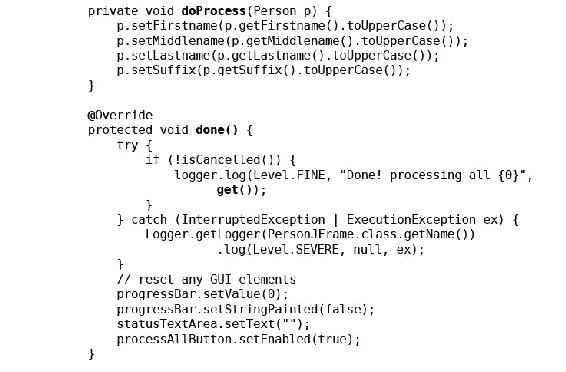 private void doProcess(Person p) {
p.setFirstname(p.getFirstname().toUpperCase());
p.setMiddlename(p.getMiddlename().toUpperCase());
p.setLastname(p.getLastname().toUpperCase());
p.setSuffix(p.getSuffix().toUpperCase());
}
@Override
protected void done() {
try {
if (!isCancelled()) {
logger.log(Level.FINE, "Done! processing all {0}",
get());
}
} catch (InterruptedException | ExecutionException ex) {
Logger.getLogger(PersonJFrame.class.getName())
.log(Level.SEVERE, null, ex);
}
// reset any GUI elements
progressBar.setValue(0);
progressBar.setStringPainted(false);
statusTextArea.setText("");
processAllButton.setEnabled(true);
}